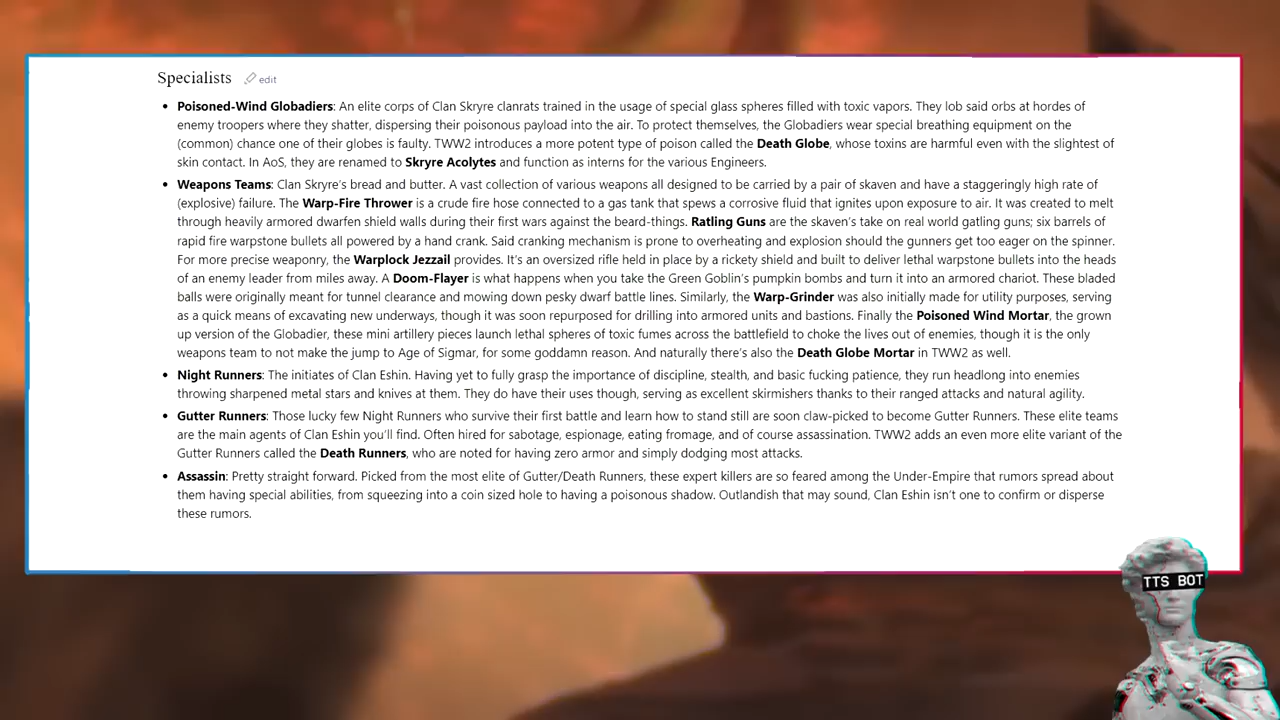 Specialists edit
Poisoned-Wind Globadiers: An elite corps of Clan Skryre clanrats trained in the usage of special glass spheres filled with toxic vapors. They lob said orbs at hordes of
enemy troopers where they shatter, dispersing their poisonous payload into the air. To protect themselves, the Globadiers wear special breathing equipment on the
(common) chance one of their globes is faulty. TWW2 introduces a more potent type of poison called the Death Globe, whose toxins are harmful even with the slightest of
skin contact. In AoS, they are renamed to Skryre Acolytes and function as interns for the various Engineers.
Weapons Teams: Clan Skryre's bread and butter. A vast collection of various weapons all designed to be carried by a pair of skaven and have a staggeringly high rate of
(explosive) failure. The Warp-Fire Thrower is a crude fire hose connected to a gas tank that spews a corrosive fluid that ignites upon exposure to air. It was created to melt
through heavily armored dwarfen shield walls during their first wars against the beard-things. Ratling Guns are the skaven's take on real world gatling guns; six barrels of
rapid fire warpstone bullets all powered by a hand crank. Said cranking mechanism is prone to overheating and explosion should the gunners get too eager on the spinner.
For more precise weaponry, the Warplock Jezzail provides. It's an oversized rifle held in place by a rickety shield and built to deliver lethal warpstone bullets into the heads
of an enemy leader from miles away. A Doom-Flayer is what happens when you take the Green Goblin's pumpkin bombs and turn it into an armored chariot. These bladed
balls were originally meant for tunnel clearance and mowing down pesky dwarf battle lines. Similarly, the Warp-Grinder was also initially made for utility purposes, serving
as a quick means of excavating new underways, though it was soon repurposed for drilling into armored units and bastions. Finally the Poisoned Wind Mortar, the grown
up version of the Globadier, these mini artillery pieces launch lethal spheres of toxic fumes across the battlefield to choke the lives out of enemies, though it is the only
weapons team to not make the jump to Age of Sigmar, for some goddamn reason. And naturally there's also the Death Globe Mortar in TWW2 as well.
Night Runners: The initiates of Clan Eshin. Having yet to fully grasp the importance of discipline, stealth, and basic fucking patience, they run headlong into enemies
throwing sharpened metal stars and knives at them. They do have their uses though, serving as excellent skirmishers thanks to their ranged attacks and natural agility.
Gutter Runners: Those lucky few Night Runners who survive their first battle and learn how to stand still are soon claw-picked to become Gutter Runners. These elite teams
are the main agents of Clan Eshin you'll find. Often hired for sabotage, espionage, eating fromage, and of course assassination. TWW2 adds an even more elite variant of the
Gutter Runners called the Death Runners, who are noted for having zero armor and simply dodging most attacks.
Assassin: Pretty straight forward. Picked from the most elite of Gutter/Death Runners, these expert killers are so feared among the Under-Empire that rumors spread about
them having special abilities, from squeezing into a coin sized hole to having a poisonous shadow. Outlandish that may sound, Clan Eshin isn't one to confirm or disperse
these rumors.
TTS BOT